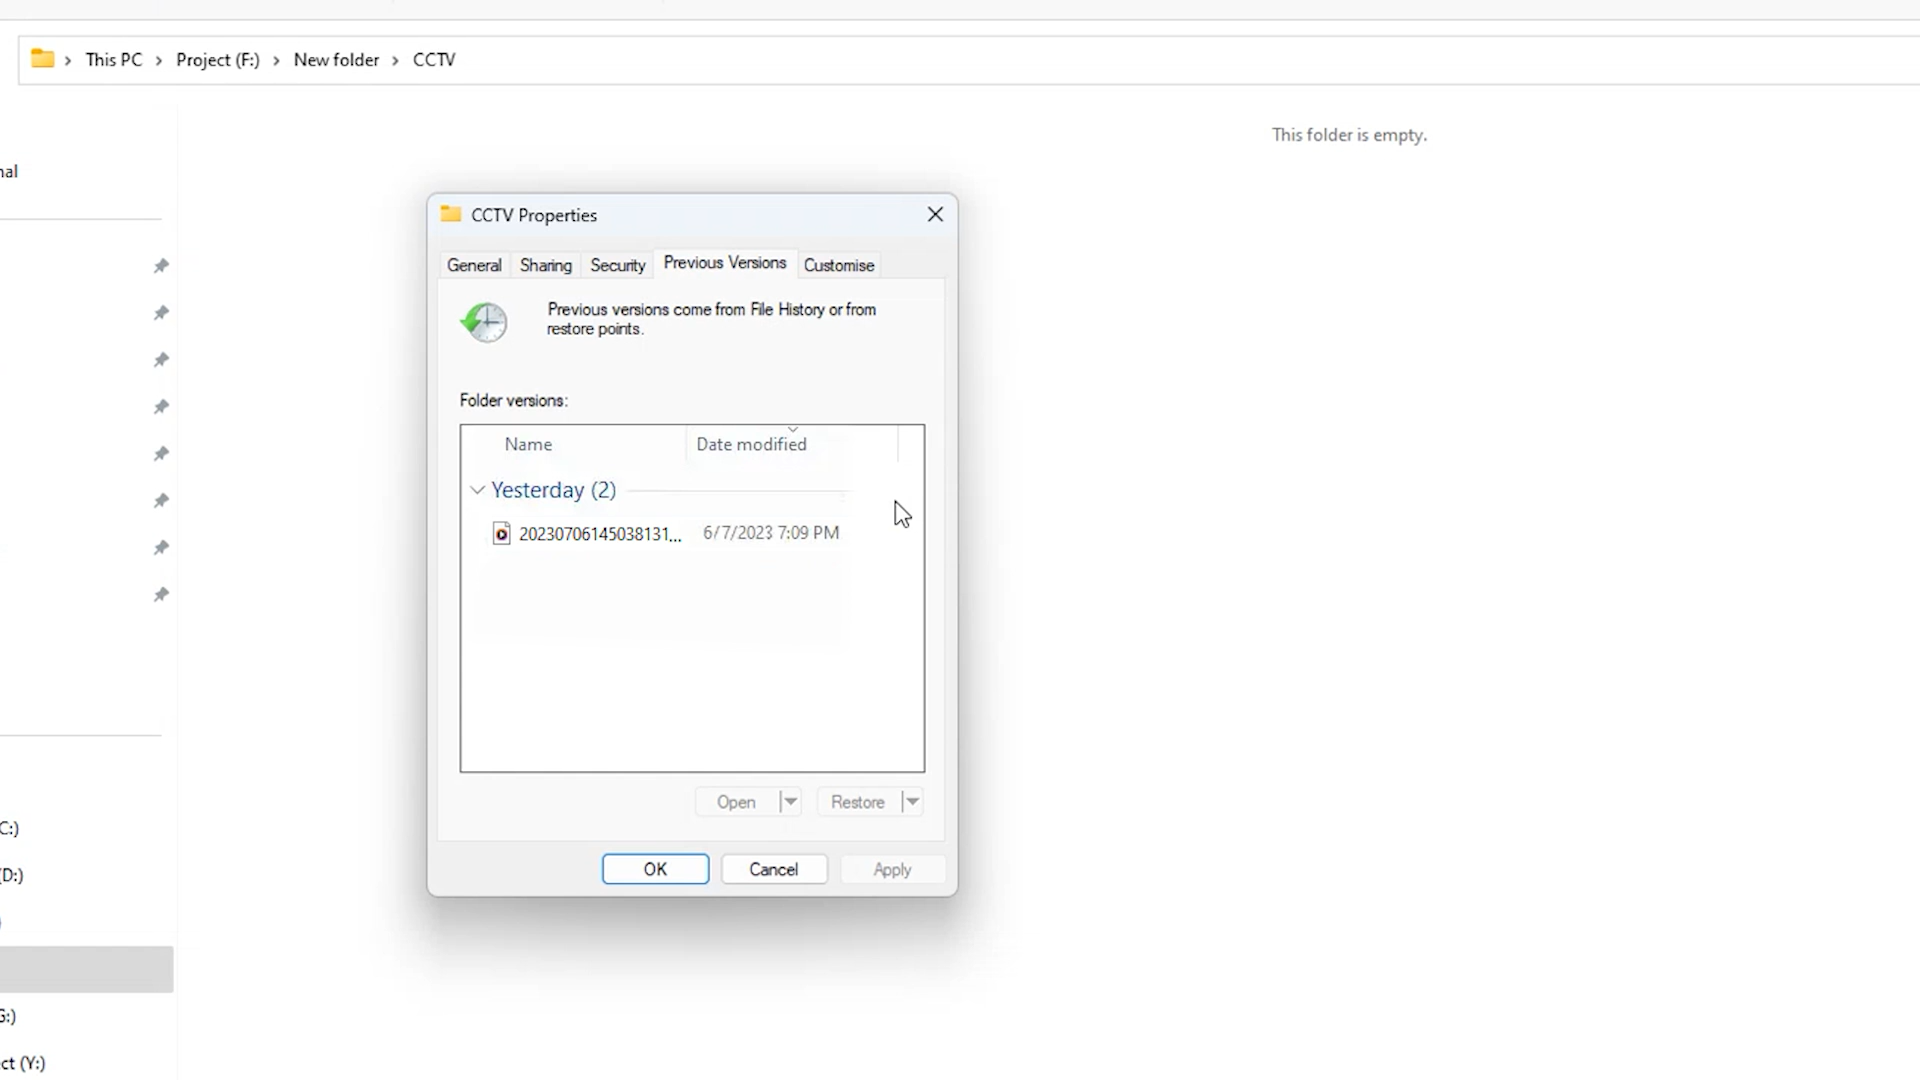 This PC > Project (F:) > New folder > CCTV
This folder is empty.
nal
CCTV Properties
General Sharing Security Previous Versions Customise
Previous versions come from File History or from
restore points.
Folder versions:
Name Date modified
Yesterday (2)
20230706145038131... 6/7/2023 7:09 PM
Open Restore
OK Cancel Apply
C:)
(D:)
)
G:)
ct (Y:)